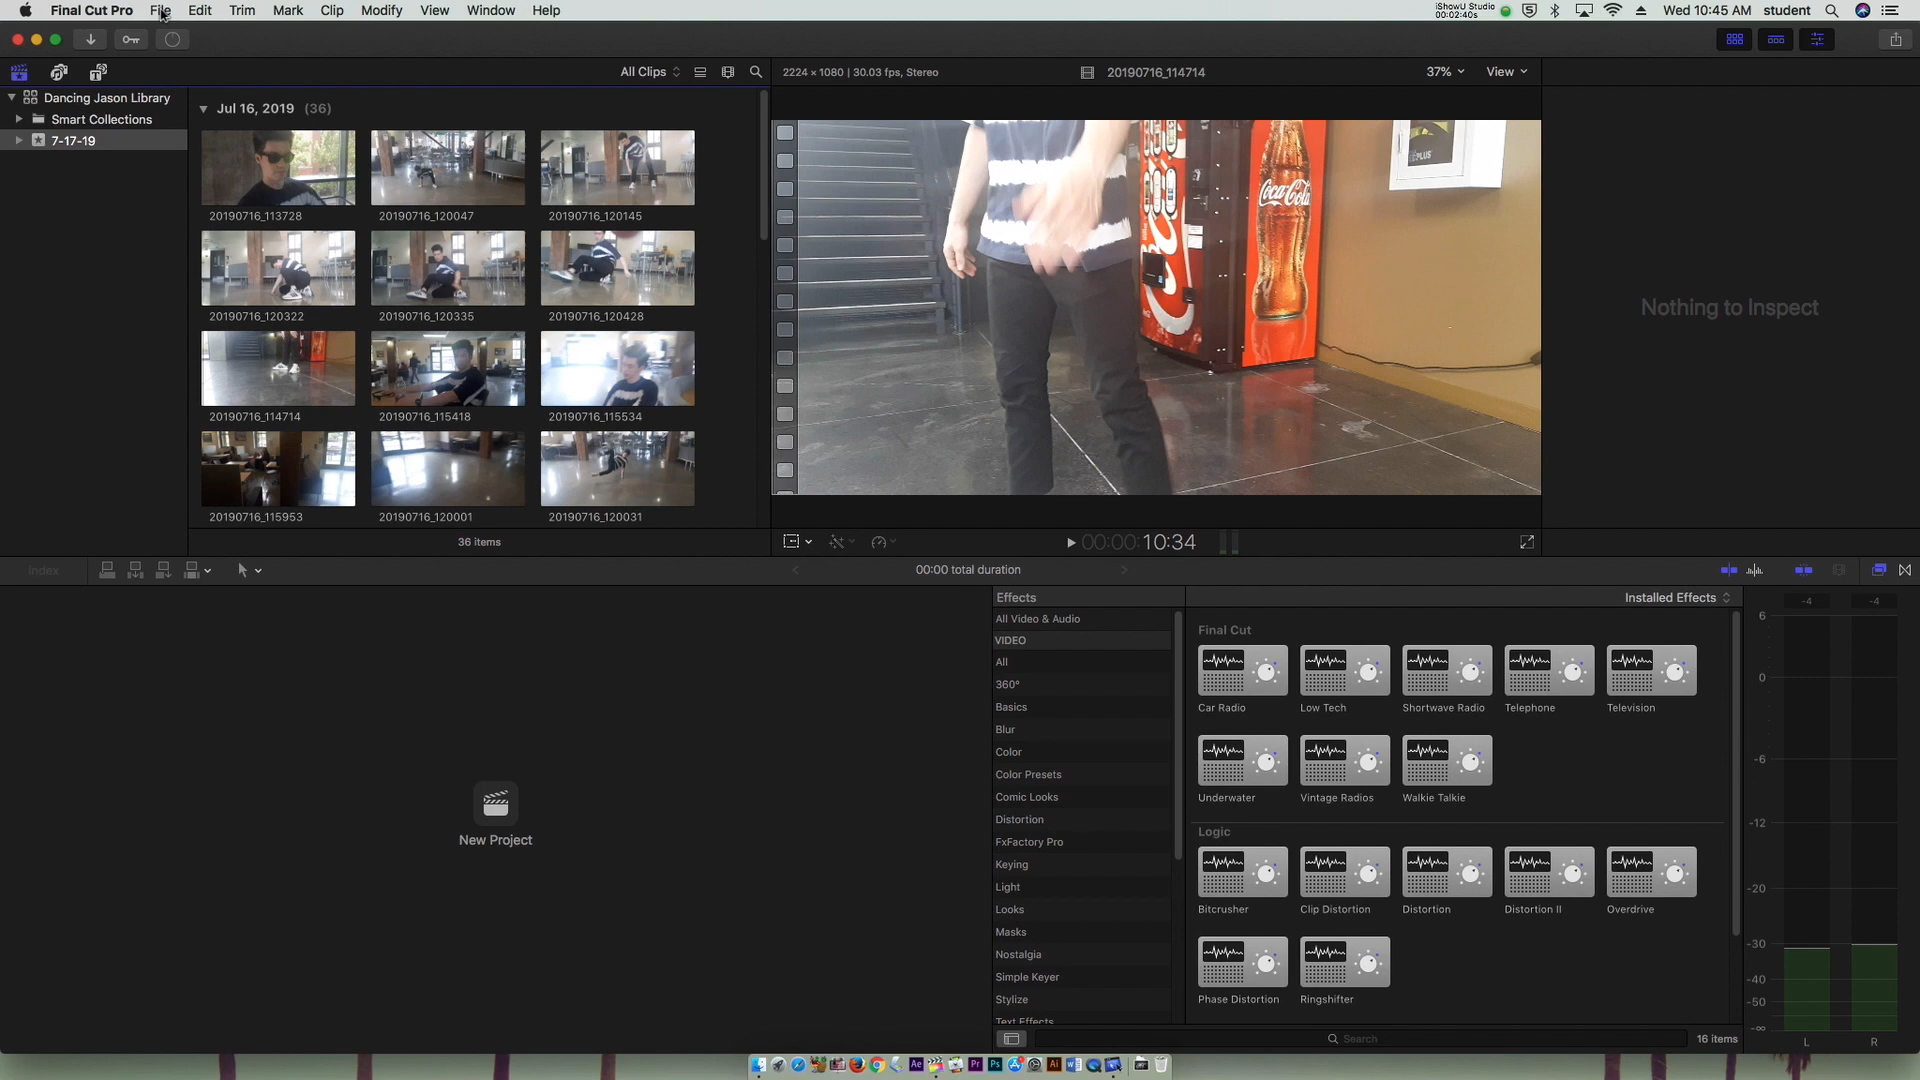 Final Cut Pro File Edit Trim Mark Clip Modify View Window Help
iShowU Studio
00:02:40s
Wed 10:45 AM student
All Clips
2224 × 1080 | 30.03 fps, Stereo
20190716_114714
37%
View
Dancing Jason Library
Smart Collections
7-17-19
Jul 16, 2019 (36)
20190716_113728 20190716_120047 20190716_120145
20190716_120322 20190716_120335 20190716_120428
20190716_114714 20190716_115418 20190716_115534
20190716_115953 20190716_120001 20190716_120031
36 items
Coca-Cola
PLUS
00:00:10:34
Nothing to Inspect
Index
00:00 total duration
New Project
Effects
All Video & Audio
VIDEO
All
360°
Basics
Blur
Color
Color Presets
Comic Looks
Distortion
FxFactory Pro
Keying
Light
Looks
Masks
Nostalgia
Simple Keyer
Stylize
Text Effects
Installed Effects
Final Cut
Car Radio Low Tech Shortwave Radio Telephone Television
Underwater Vintage Radios Walkie Talkie
Logic
Bitcrusher Clip Distortion Distortion Distortion II Overdrive
Phase Distortion Ringshifter
Search
16 items
-4 -4
6
0
-6
-12
-20
-30
-40
-50
-∞
L R
Ae Pr Ps Ai